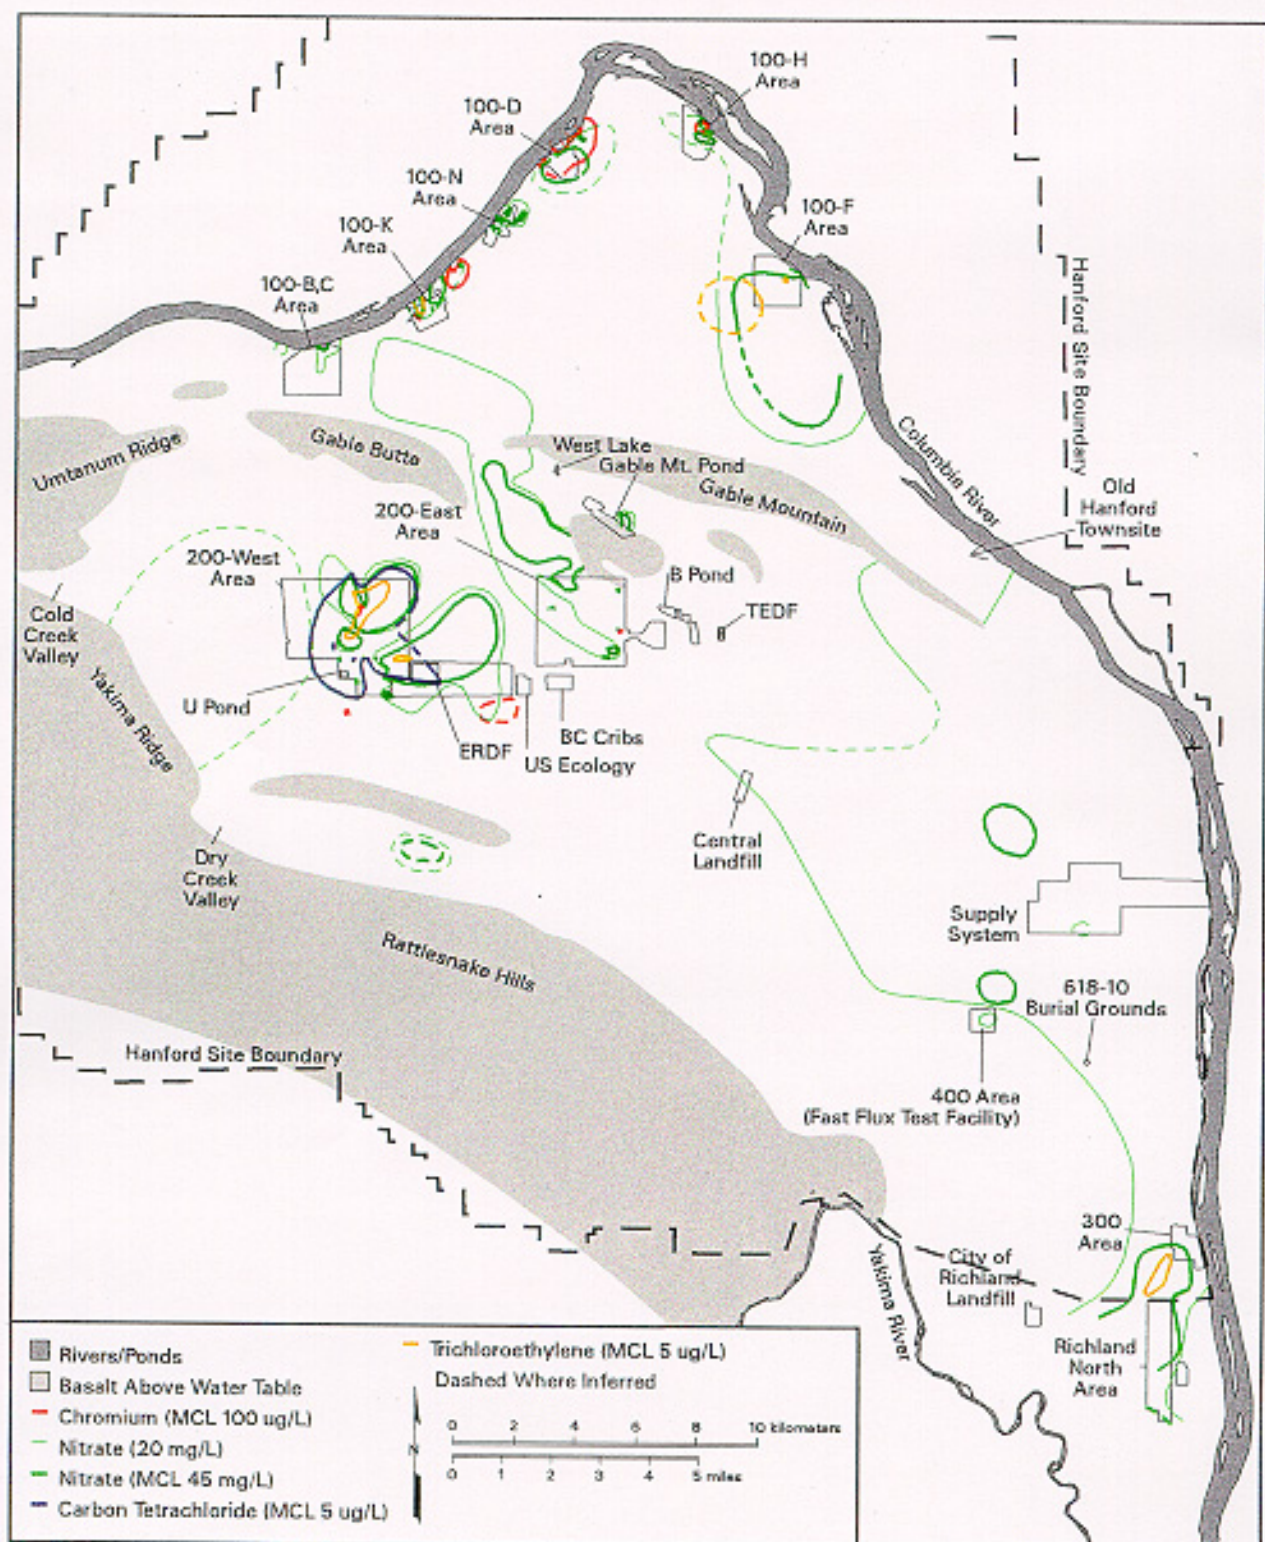 100-H
Area
100-D
Area
100-N
Area
100-K
Area
100-F
Area
100-B,C
Area
Hanford Site Boundary
Columbia River
Umtanum Ridge
Gable Butte
West Lake
Gable Mt. Pond
Gable Mountain
Old
Hanford
Townsite
200-East
Area
200-West
Area
B Pond
TEDF
Cold
Creek
Valley
Yakima Ridge
U Pond
ERDF
BC Cribs
US Ecology
Central
Landfill
Dry
Creek
Valley
Supply
System
Rattlesnake Hills
618-10
Burial Grounds
Hanford Site Boundary
400 Area
(Fast Flux Test Facility)
300
Area
City of
Richland
Landfill
Yakima River
Richland
North
Area
Rivers/Ponds
Basalt Above Water Table
Chromium (MCL 100 ug/L)
Nitrate (20 mg/L)
Nitrate (MCL 45 mg/L)
Carbon Tetrachloride (MCL 5 ug/L)
Trichloroethylene (MCL 5 ug/L)
Dashed Where Inferred
N
0 2 4 6 8 10 kilometers
0 1 2 3 4 5 miles